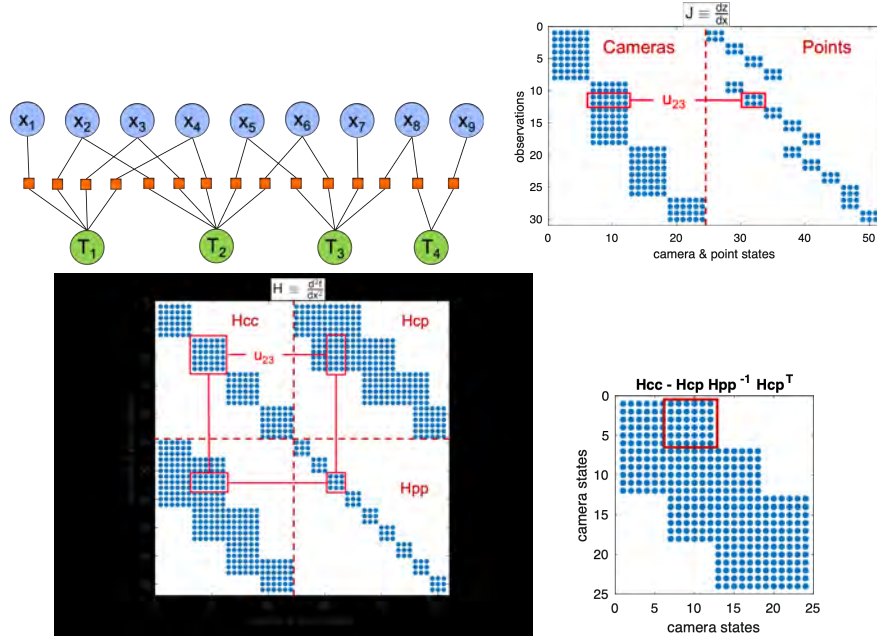 J ≡ dz/dx
Cameras Points
u₂₃
observations
0
5
10
15
20
25
30
0 10 20 30 40 50
camera & point states
x₁ x₂ x₃ x₄ x₅ x₆ x₇ x₈ x₉
T₁ T₂ T₃ T₄
H ≡ d²f/dx²
Hcc Hcp
u₂₃
Hpp
Hcc - Hcp Hpp⁻¹ Hcpᵀ
camera states
0
5
10
15
20
25
0 5 10 15 20 25
camera states